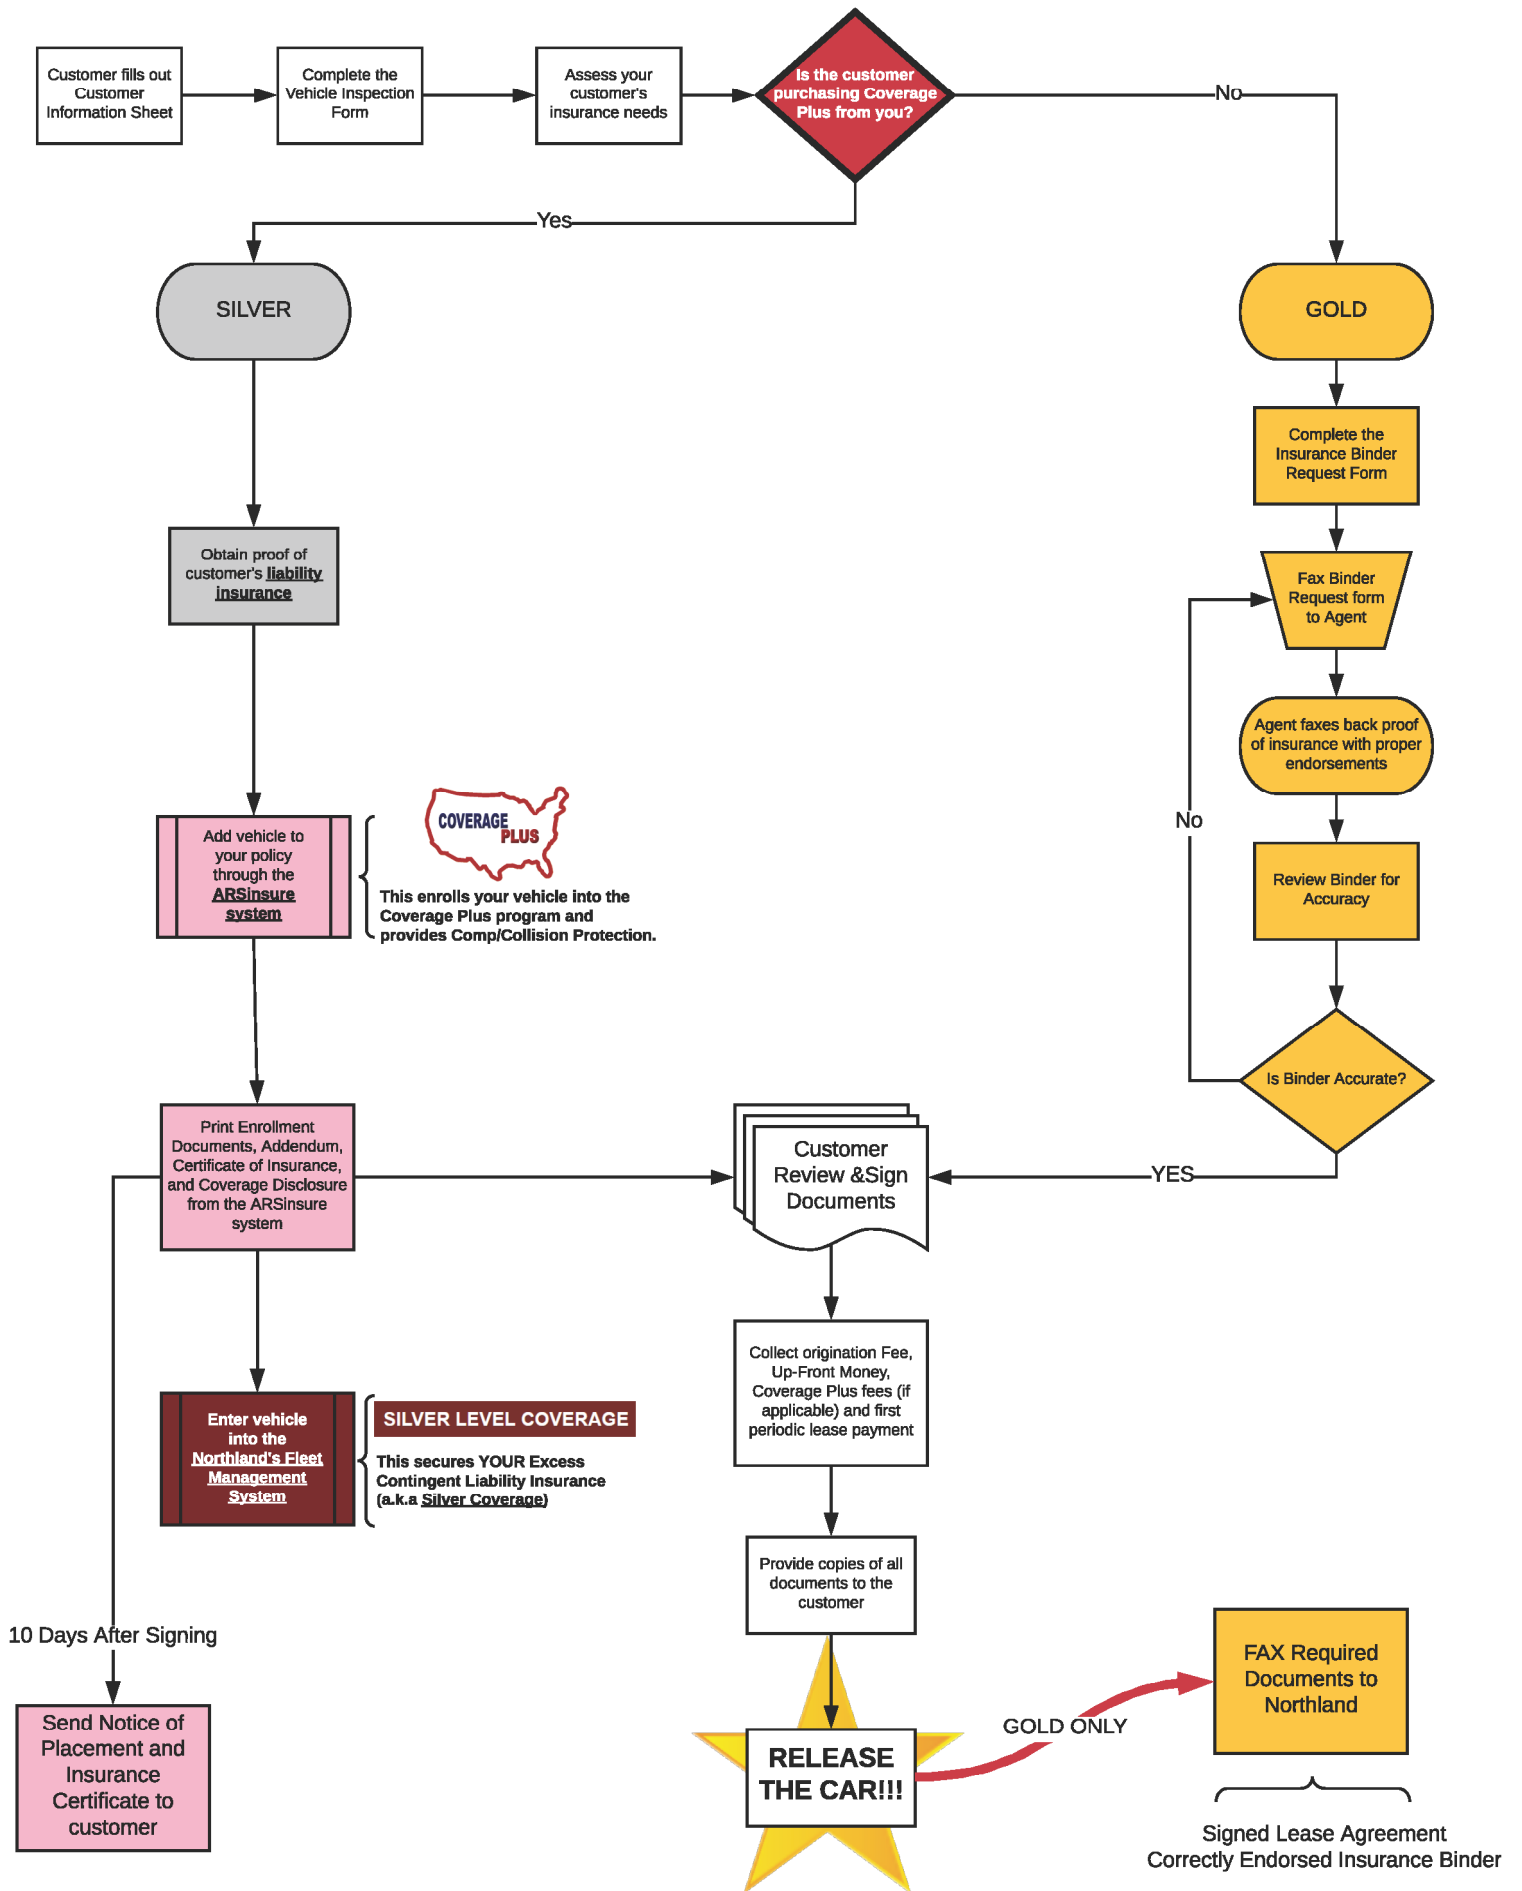 Customer fills out
Customer
Information Sheet
Complete the
Vehicle Inspection
Form
Assess your
customer's
insurance needs
Is the customer
purchasing Coverage
Plus from you?
No
Yes
SILVER
GOLD
Complete the
Insurance Binder
Request Form
Obtain proof of
customer's liability
insurance
Fax Binder
Request form
to Agent
Agent faxes back proof
of insurance with proper
endorsements
No
Add vehicle to
your policy
through the
ARSinsure
system
COVERAGE
PLUS
This enrolls your vehicle into the
Coverage Plus program and
provides Comp/Collision Protection.
Review Binder for
Accuracy
Is Binder Accurate?
Print Enrollment
Documents, Addendum,
Certificate of Insurance,
and Coverage Disclosure
from the ARSinsure
system
Customer
Review &Sign
Documents
YES
Collect origination Fee,
Up-Front Money,
Coverage Plus fees (if
applicable) and first
periodic lease payment
Enter vehicle
into the
Northland's Fleet
Management
System
SILVER LEVEL COVERAGE
This secures YOUR Excess
Contingent Liability Insurance
(a.k.a Silver Coverage)
Provide copies of all
documents to the
customer
10 Days After Signing
Send Notice of
Placement and
Insurance
Certificate to
customer
RELEASE
THE CAR!!!
GOLD ONLY
FAX Required
Documents to
Northland
Signed Lease Agreement
Correctly Endorsed Insurance Binder